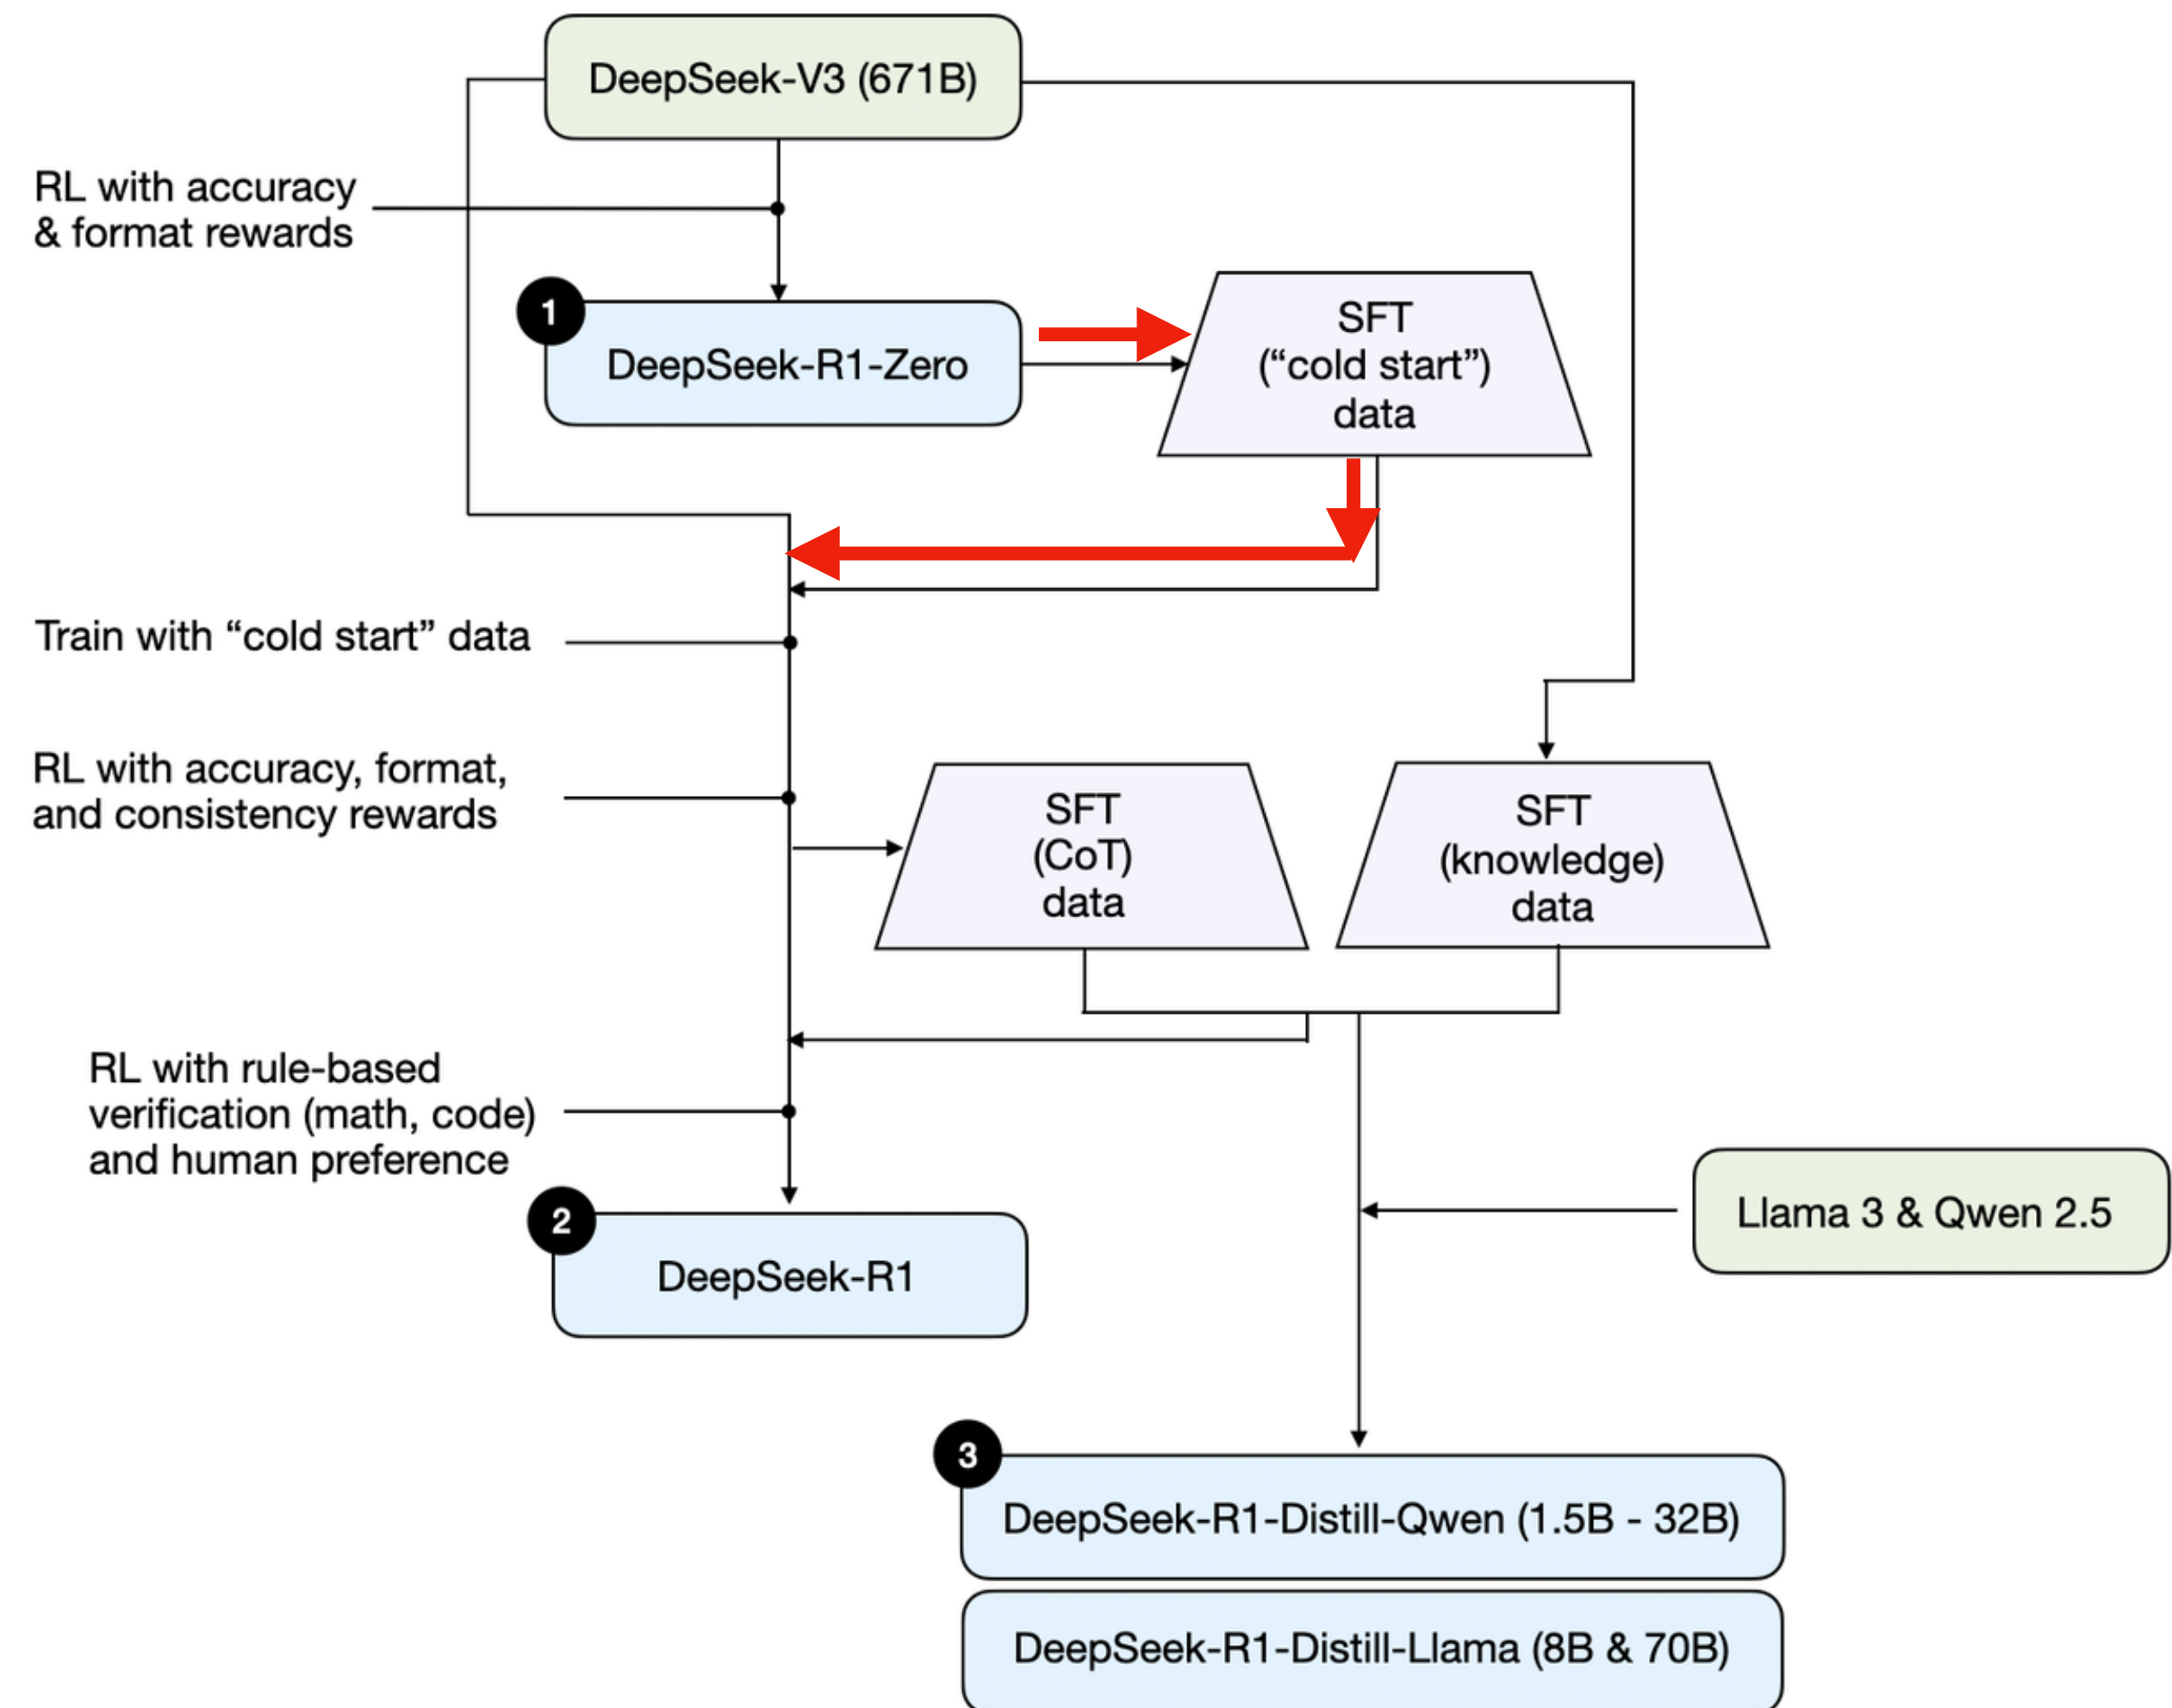 DeepSeek-V3 (671B)
RL with accuracy
& format rewards
1
DeepSeek-R1-Zero
SFT
(“cold start”)
data
Train with “cold start” data
RL with accuracy, format,
and consistency rewards
SFT
(CoT)
data
SFT
(knowledge)
data
RL with rule-based
verification (math, code)
and human preference
2
DeepSeek-R1
Llama 3 & Qwen 2.5
3
DeepSeek-R1-Distill-Qwen (1.5B - 32B)
DeepSeek-R1-Distill-Llama (8B & 70B)